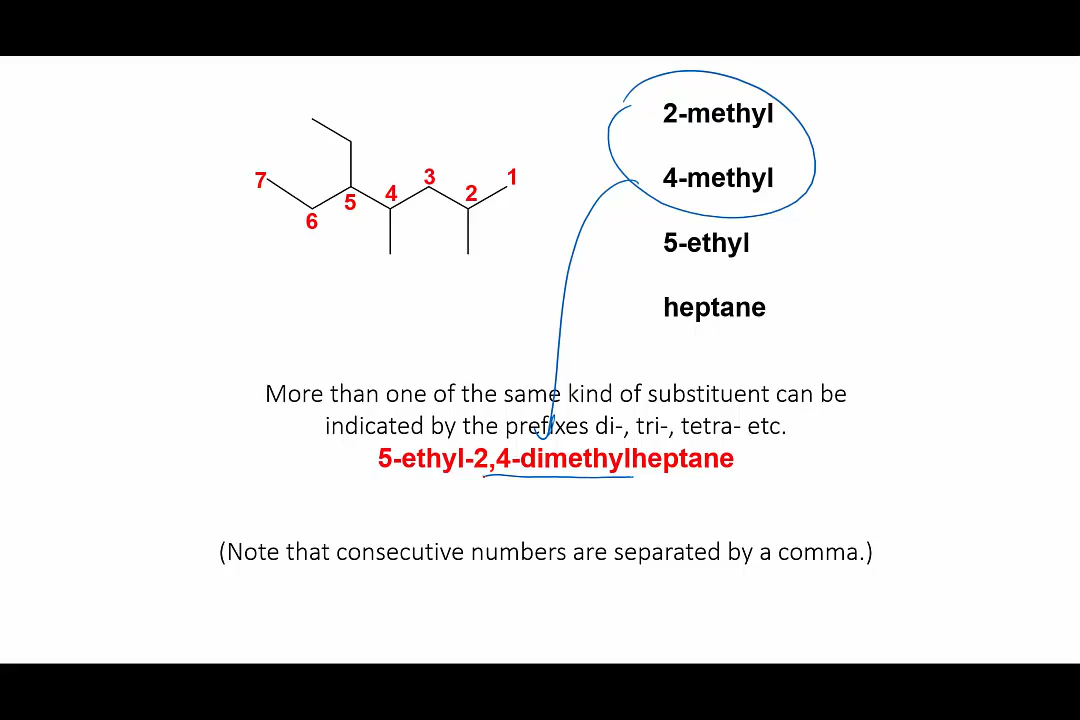 2-methyl
7
6
5
4
3
2
1
4-methyl
5-ethyl
heptane
More than one of the same kind of substituent can be
indicated by the prefixes di-, tri-, tetra- etc.
5-ethyl-2,4-dimethylheptane
(Note that consecutive numbers are separated by a comma.)